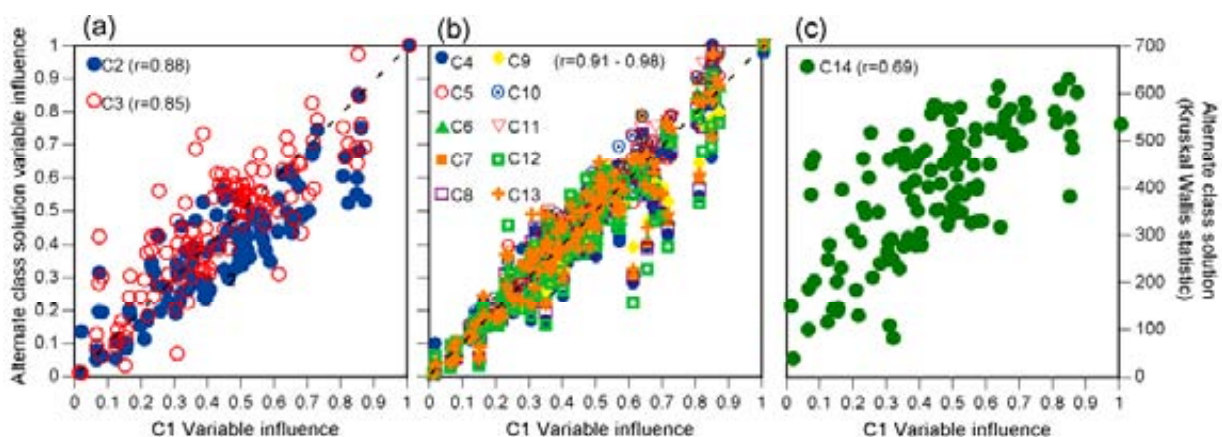 (a)
C2 (r=0.88)
C3 (r=0.85)
Alternate class solution variable influence
1
0.9
0.8
0.7
0.6
0.5
0.4
0.3
0.2
0.1
0
0 0.1 0.2 0.3 0.4 0.5 0.6 0.7 0.8 0.9 1
C1 Variable influence
(b)
(r=0.91 - 0.98)
C4
C5
C6
C7
C8
C9
C10
C11
C12
C13
0 0.1 0.2 0.3 0.4 0.5 0.6 0.7 0.8 0.9 1
C1 Variable influence
(c)
C14 (r=0.69)
700
600
500
400
300
200
100
0
Alternate class solution
(Kruskal Wallis statistic)
0 0.1 0.2 0.3 0.4 0.5 0.6 0.7 0.8 0.9 1
C1 Variable influence